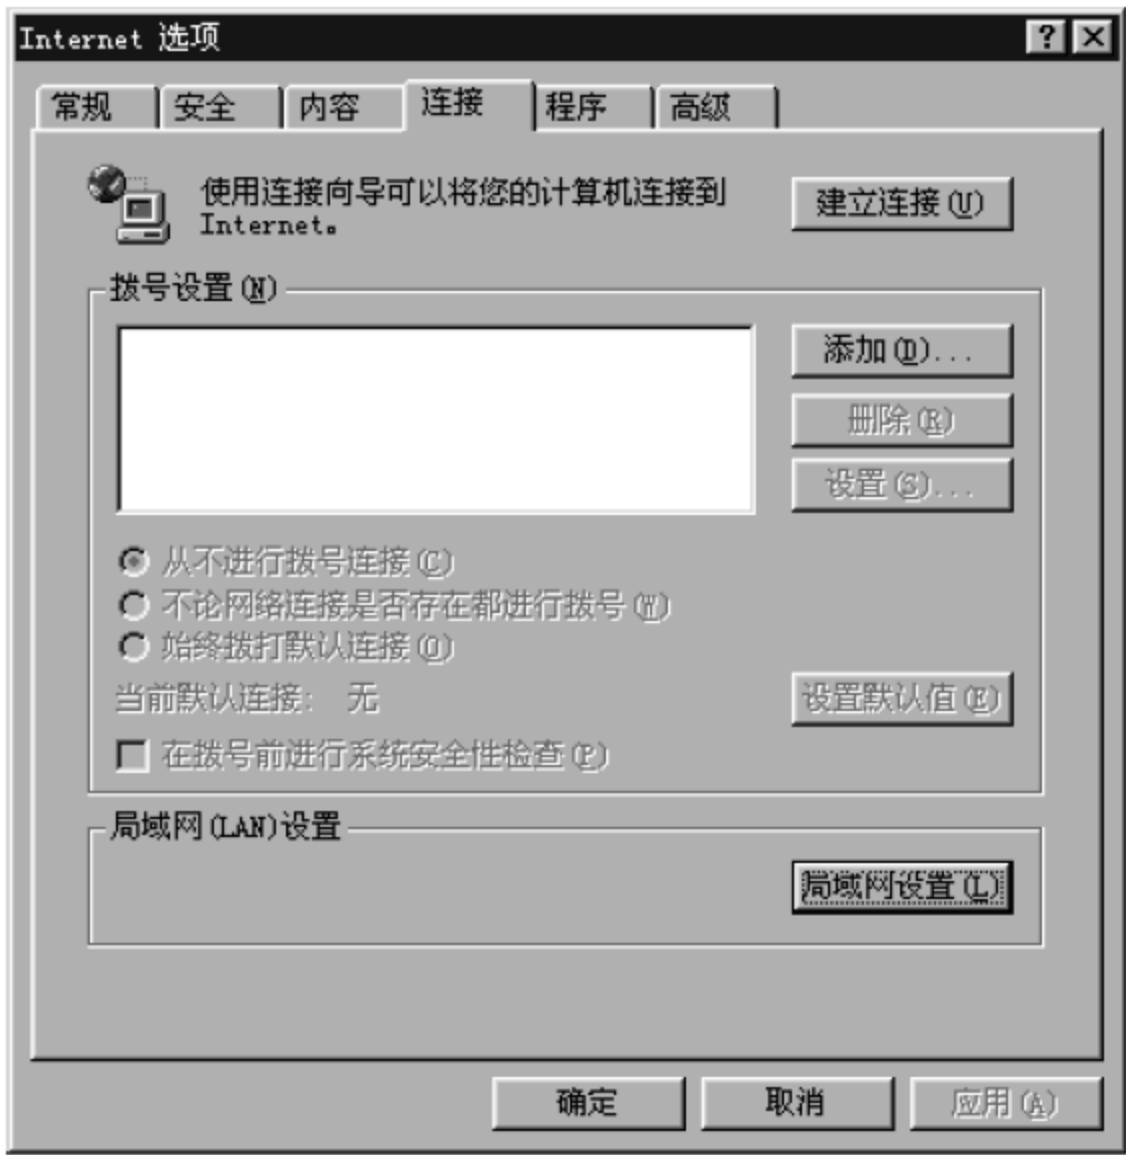 Internet 选项
常规 安全 内容 连接 程序 高级
使用连接向导可以将您的计算机连接到
Internet。
建立连接(U)
拨号设置(N)
添加(D)...
删除(R)
设置(S)...
从不进行拨号连接(C)
不论网络连接是否存在都进行拨号(W)
始终拨打默认连接(O)
当前默认连接: 无
设置默认值(E)
在拨号前进行系统安全性检查(P)
局域网(LAN)设置
局域网设置(L)
确定 取消 应用(A)